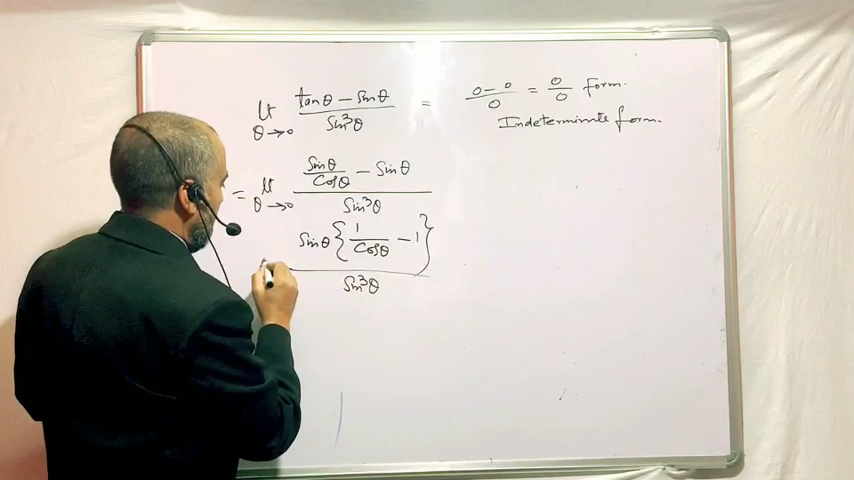 lt θ→0 (tanθ – sinθ)/(sin³θ) = (0 – 0)/0 = 0/0 form.
Indeterminate form.
= lt θ→0 (sinθ/cosθ – sinθ)/(sin³θ)
(sinθ { 1/cosθ – 1 })/(sin³θ)